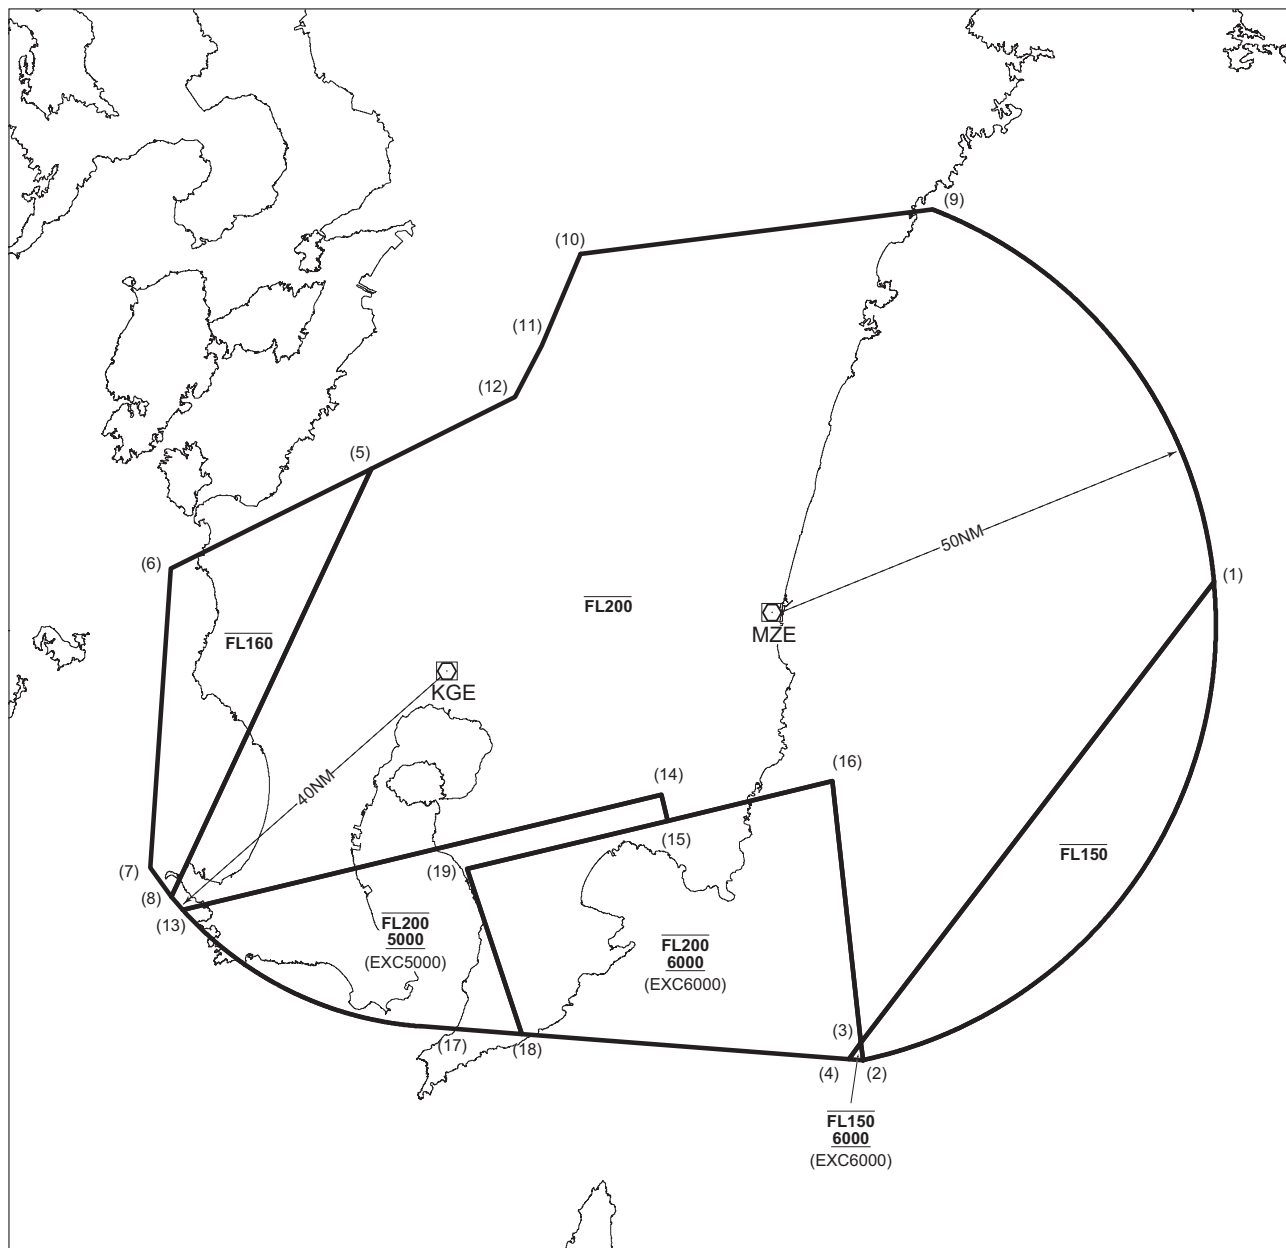 (9)
(10)
(11)
(12)
(5)
50NM
(6)
(1)
FL200
MZE
FL160
KGE
40NM
(14)
(16)
(15)
FL150
(7)
(19)
(8)
(13)
FL200
5000
(EXC5000)
FL200
6000
(EXC6000)
(3)
(17)
(18)
(4)
(2)
FL150
6000
(EXC6000)